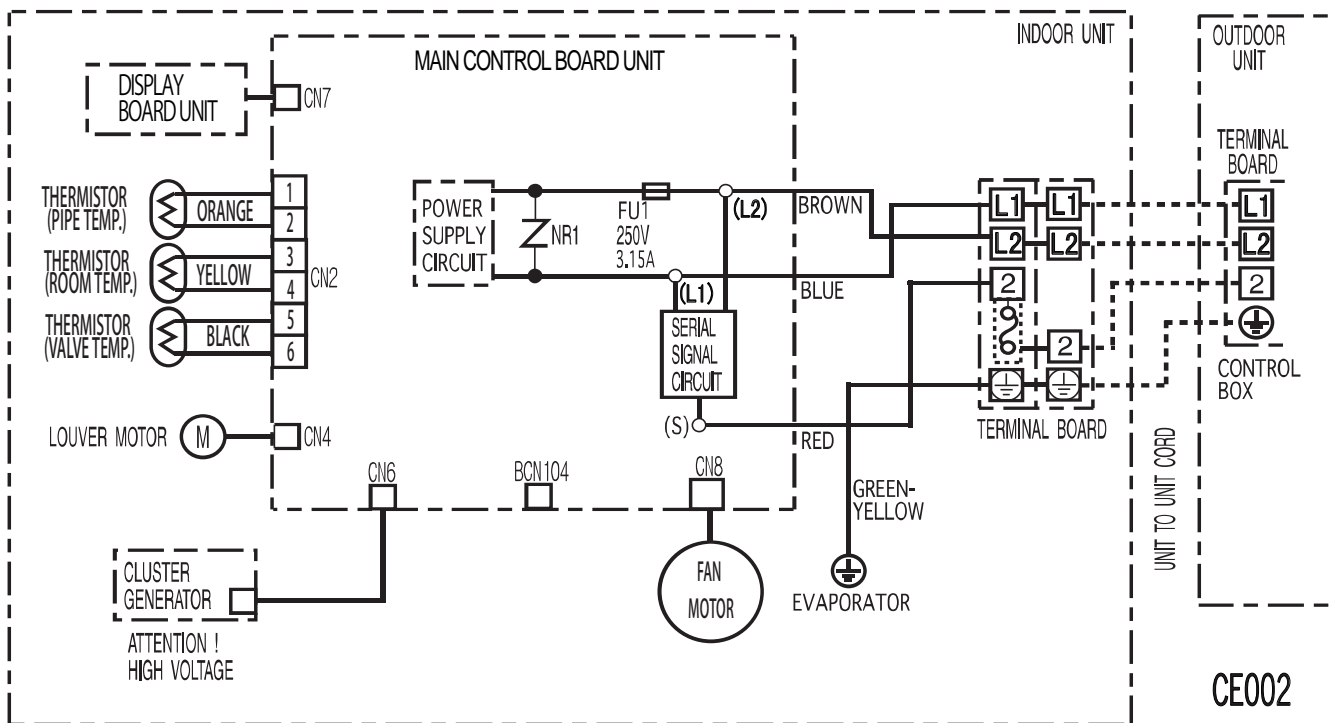 INDOOR UNIT
OUTDOOR
UNIT
MAIN CONTROL BOARD UNIT
DISPLAY
BOARD UNIT
CN7
TERMINAL
BOARD
THERMISTOR
(PIPE TEMP.)
ORANGE
1
2
THERMISTOR
(ROOM TEMP.)
YELLOW
3
4
CN2
THERMISTOR
(VALVE TEMP.)
BLACK
5
6
POWER
SUPPLY
CIRCUIT
NR1
FU1
250V
3.15A
(L2)
BROWN
(L1)
BLUE
SERIAL
SIGNAL
CIRCUIT
(S)
RED
L1
L1
L2
L2
2
2
TERMINAL BOARD
L1
L2
2
CONTROL
BOX
LOUVER MOTOR
M
CN4
CN6
BCN104
CN8
GREEN-
YELLOW
UNIT TO UNIT CORD
CLUSTER
GENERATOR
ATTENTION !
HIGH VOLTAGE
FAN
MOTOR
EVAPORATOR
CE002